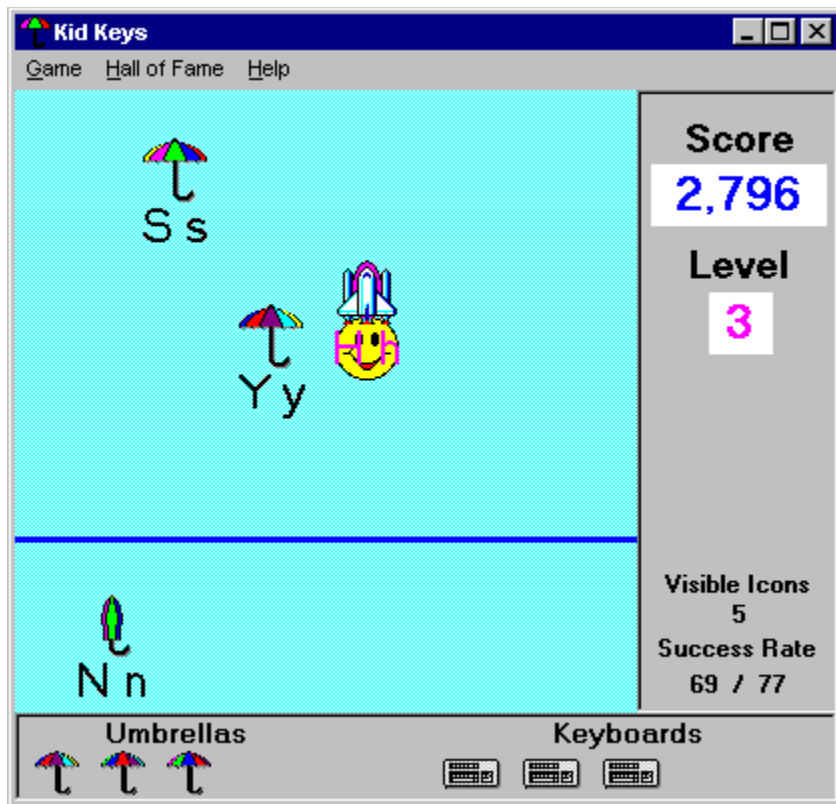 Kid Keys
Game Hall of Fame Help
Score
2,796
Level
3
S s
Y y
H h
N n
Visible Icons
5
Success Rate
69 / 77
Umbrellas
Keyboards